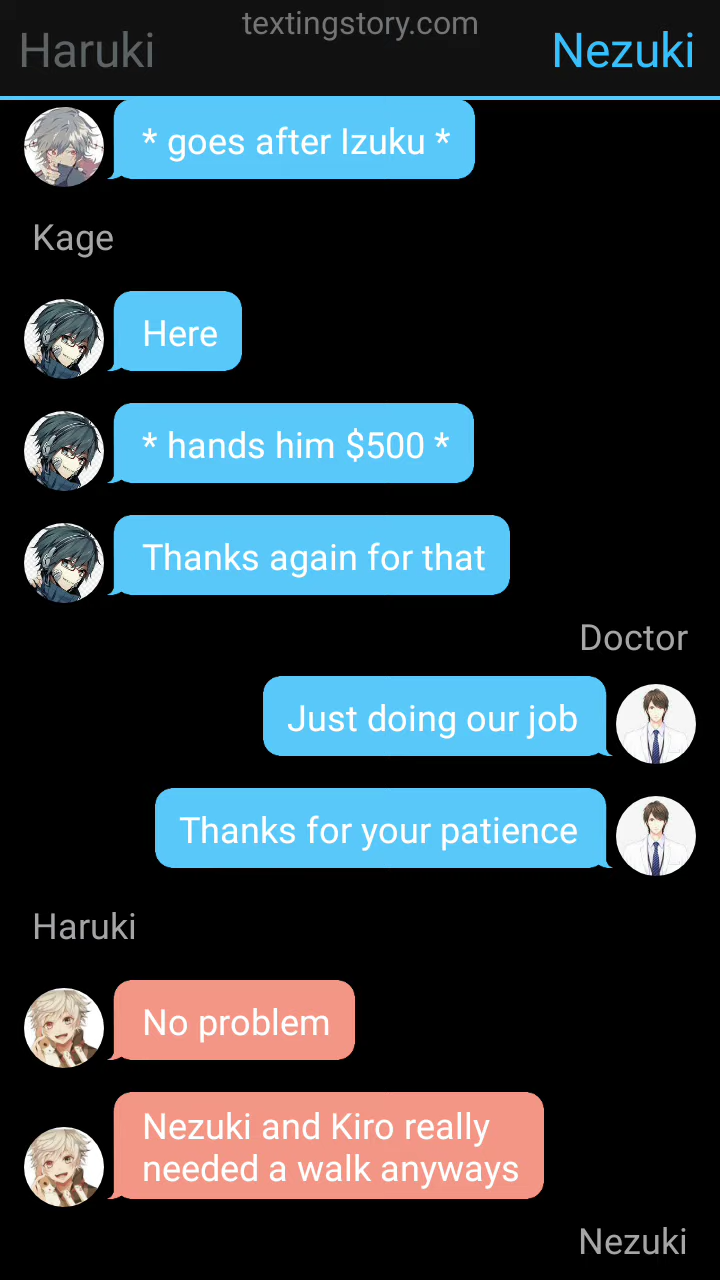 textingstory.com
Haruki
Nezuki
* goes after Izuku *
Kage
Here
* hands him $500 *
Thanks again for that
Doctor
Just doing our job
Thanks for your patience
Haruki
No problem
Nezuki and Kiro really
needed a walk anyways
Nezuki